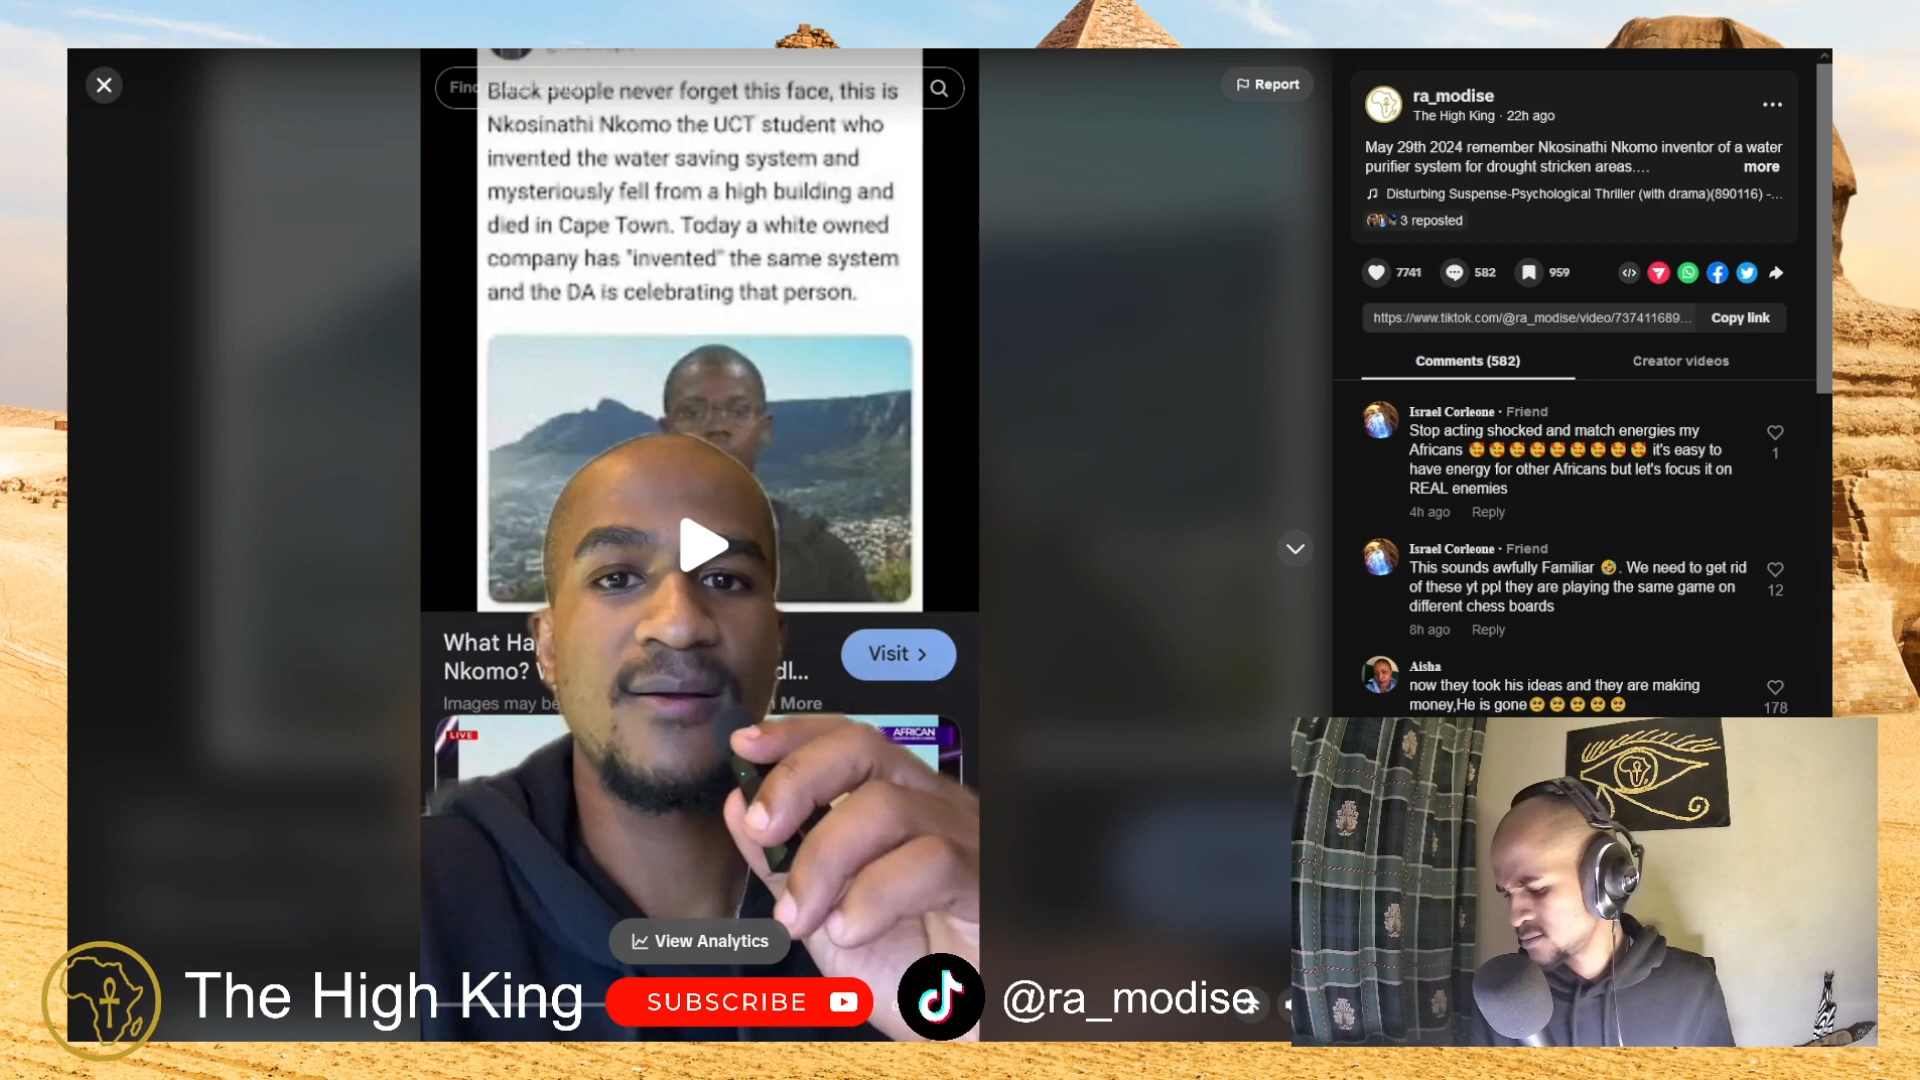 Find
Report
Black people never forget this face, this is
Nkosinathi Nkomo the UCT student who
invented the water saving system and
mysteriously fell from a high building and
died in Cape Town. Today a white owned
company has "invented" the same system
and the DA is celebrating that person.
What Ha
Nkomo?
dl...
Visit >
Images may be
More
LIVE
AFRICAN
View Analytics
ra_modise
The High King · 22h ago
May 29th 2024 remember Nkosinathi Nkomo inventor of a water
purifier system for drought stricken areas....
more
Disturbing Suspense-Psychological Thriller (with drama)(890116) -...
3 reposted
7741
582
959
https://www.tiktok.com/@ra_modise/video/737411689...
Copy link
Comments (582)
Creator videos
Israel Corleone · Friend
Stop acting shocked and match energies my
Africans 🥰🥰🥰🥰🥰🥰🥰🥰🥰 it's easy to
have energy for other Africans but let's focus it on
REAL enemies
1
4h ago Reply
Israel Corleone · Friend
This sounds awfully Familiar 🤣. We need to get rid
of these yt ppl they are playing the same game on
different chess boards
12
8h ago Reply
Aisha
now they took his ideas and they are making
money,He is gone🥺🥺🥺🥺🥺
178
The High King
SUBSCRIBE
@ra_modise